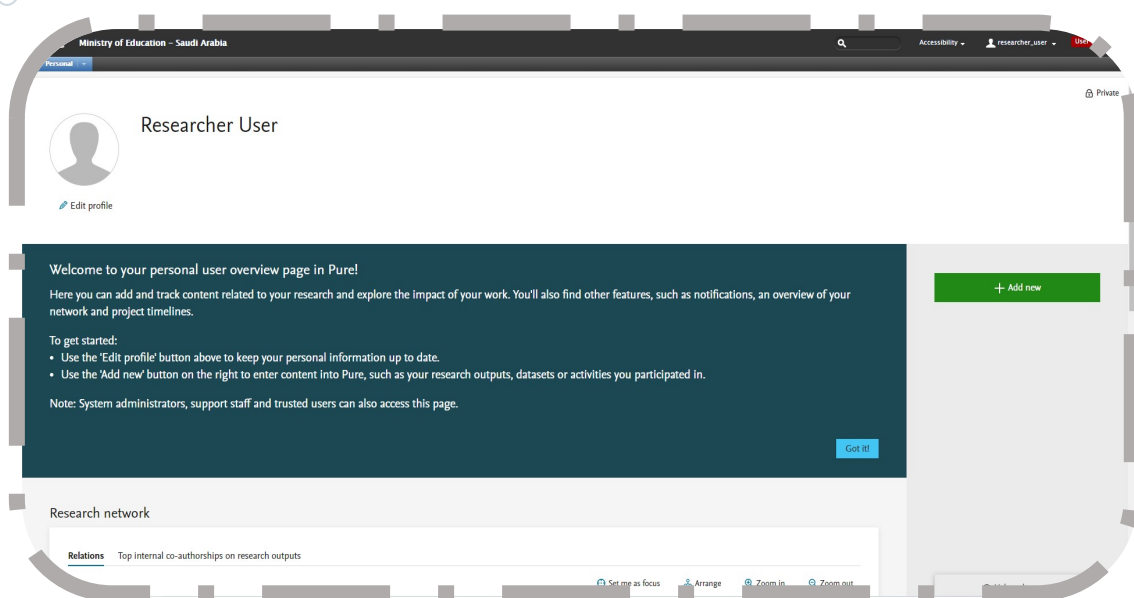 Ministry of Education – Saudi Arabia
Accessibility
researcher_user
User
Personal
Private
Researcher User
Edit profile
Welcome to your personal user overview page in Pure!
Here you can add and track content related to your research and explore the impact of your work. You'll also find other features, such as notifications, an overview of your
network and project timelines.
To get started:
• Use the 'Edit profile' button above to keep your personal information up to date.
• Use the 'Add new' button on the right to enter content into Pure, such as your research outputs, datasets or activities you participated in.
Note: System administrators, support staff and trusted users can also access this page.
Got it!
+ Add new
Research network
Relations Top internal co-authorships on research outputs
Set me as focus Arrange Zoom in Zoom out